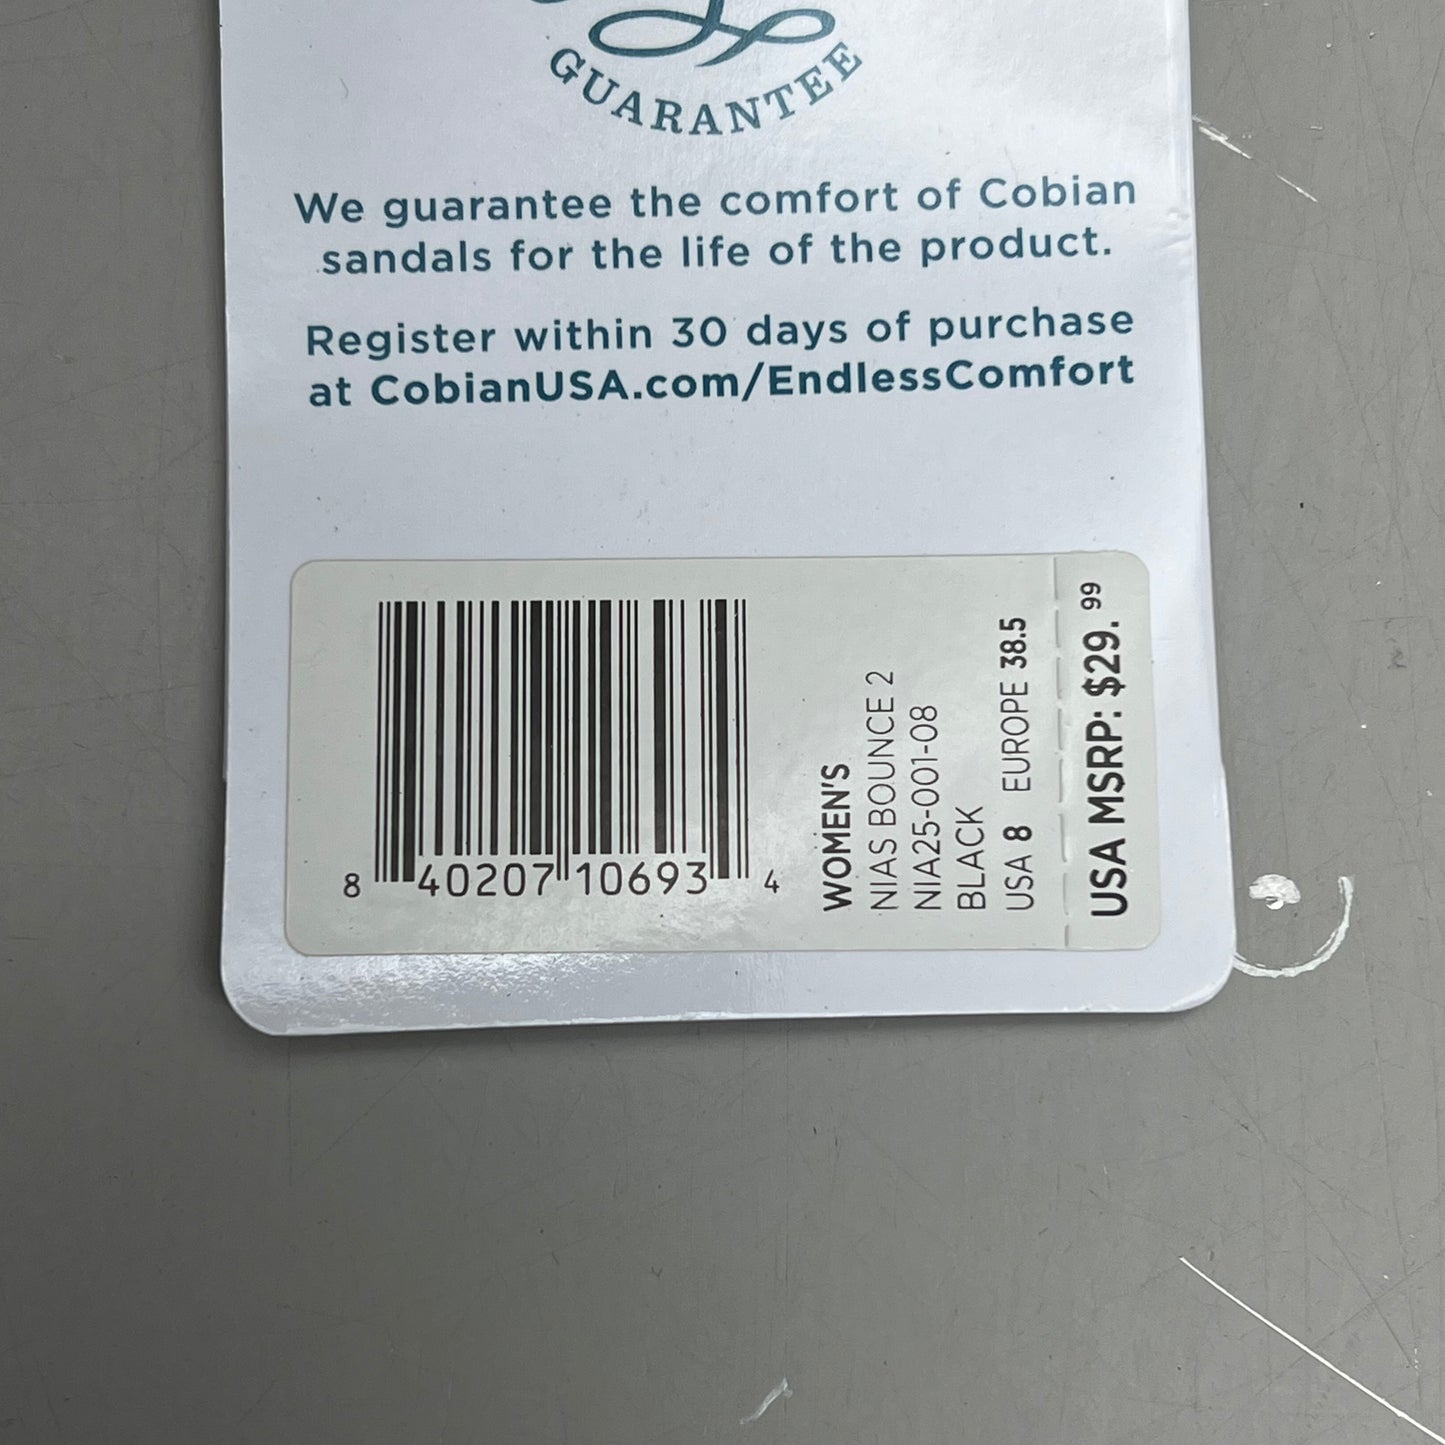 GUARANTEE
We guarantee the comfort of Cobian
sandals for the life of the product.
Register within 30 days of purchase
at CobianUSA.com/EndlessComfort
8 40207 10693 4
WOMEN'S
NIAS BOUNCE 2
NIA25-001-08
BLACK
USA 8 EUROPE 38.5
USA MSRP: $29.99